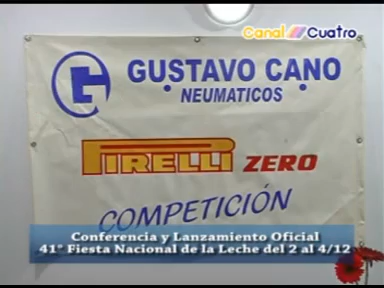 Canal Cuatro
G
GUSTAVO CANO
NEUMATICOS
PIRELLI ZERO
COMPETICIÓN
Conferencia y Lanzamiento Oficial
41° Fiesta Nacional de la Leche del 2 al 4/12